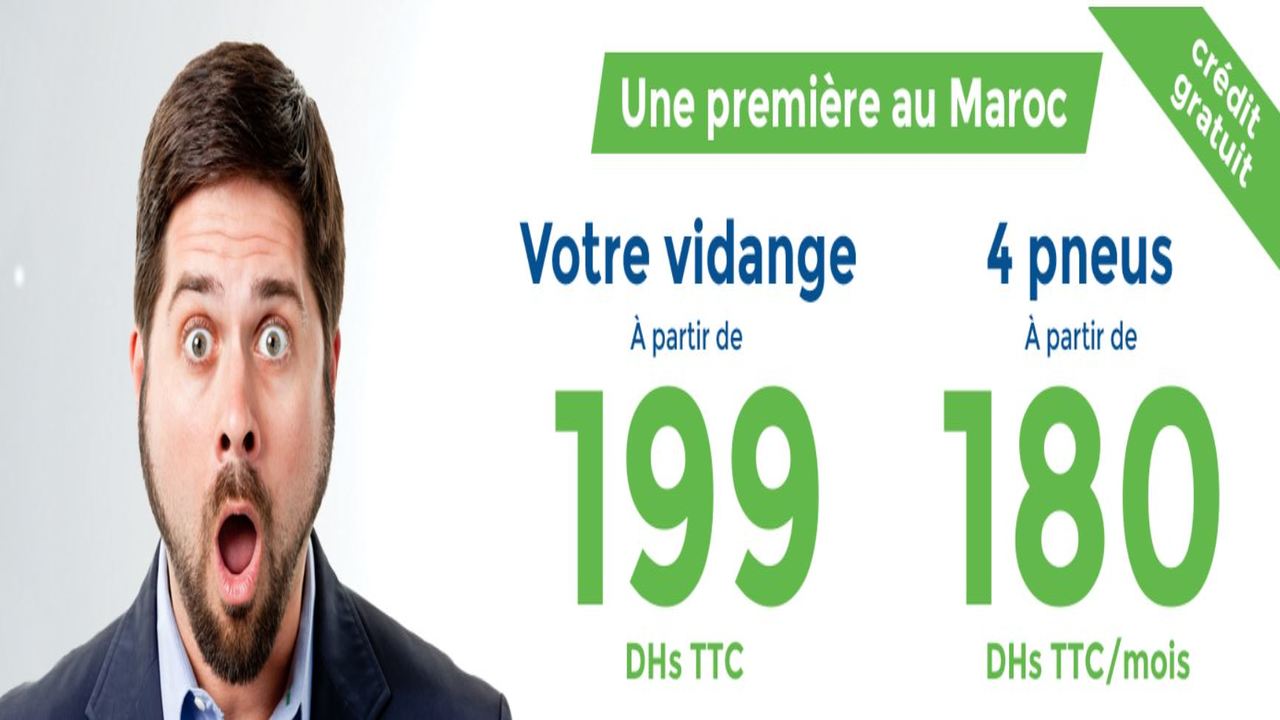 Une première au Maroc
crédit
gratuit
Votre vidange
À partir de
199
DHs TTC
4 pneus
À partir de
180
DHs TTC/mois